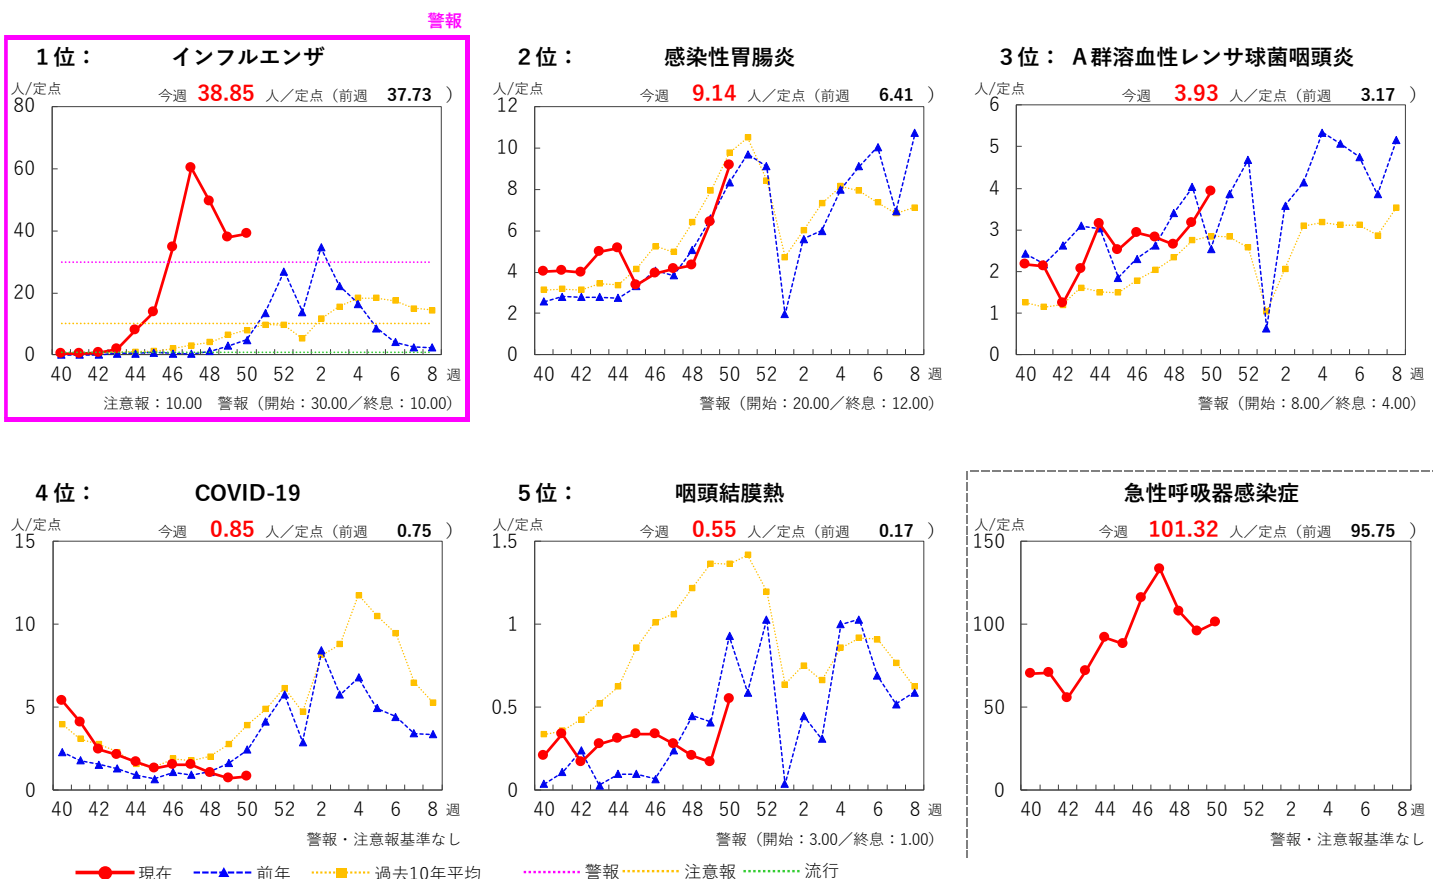 警報
1位： インフルエンザ
人/定点 今週 38.85 人／定点（前週 37.73 ）
80
60
40
20
0
40 42 44 46 48 50 52 2 4 6 8 週
注意報：10.00 警報（開始：30.00／終息：10.00）
2位： 感染性胃腸炎
人/定点 今週 9.14 人／定点（前週 6.41 ）
12
10
8
6
4
2
0
40 42 44 46 48 50 52 2 4 6 8 週
警報（開始：20.00／終息：12.00）
3位： A群溶血性レンサ球菌咽頭炎
人/定点 今週 3.93 人／定点（前週 3.17 ）
6
5
4
3
2
1
0
40 42 44 46 48 50 52 2 4 6 8 週
警報（開始：8.00／終息：4.00）
4位： COVID-19
人/定点 今週 0.85 人／定点（前週 0.75 ）
15
10
5
0
40 42 44 46 48 50 52 2 4 6 8 週
警報・注意報基準なし
5位： 咽頭結膜熱
人/定点 今週 0.55 人／定点（前週 0.17 ）
1.5
1
0.5
0
40 42 44 46 48 50 52 2 4 6 8 週
警報（開始：3.00／終息：1.00）
急性呼吸器感染症
人/定点 今週 101.32 人／定点（前週 95.75 ）
150
100
50
0
40 42 44 46 48 50 52 2 4 6 8 週
警報・注意報基準なし
現在 前年 過去10年平均 警報 注意報 流行